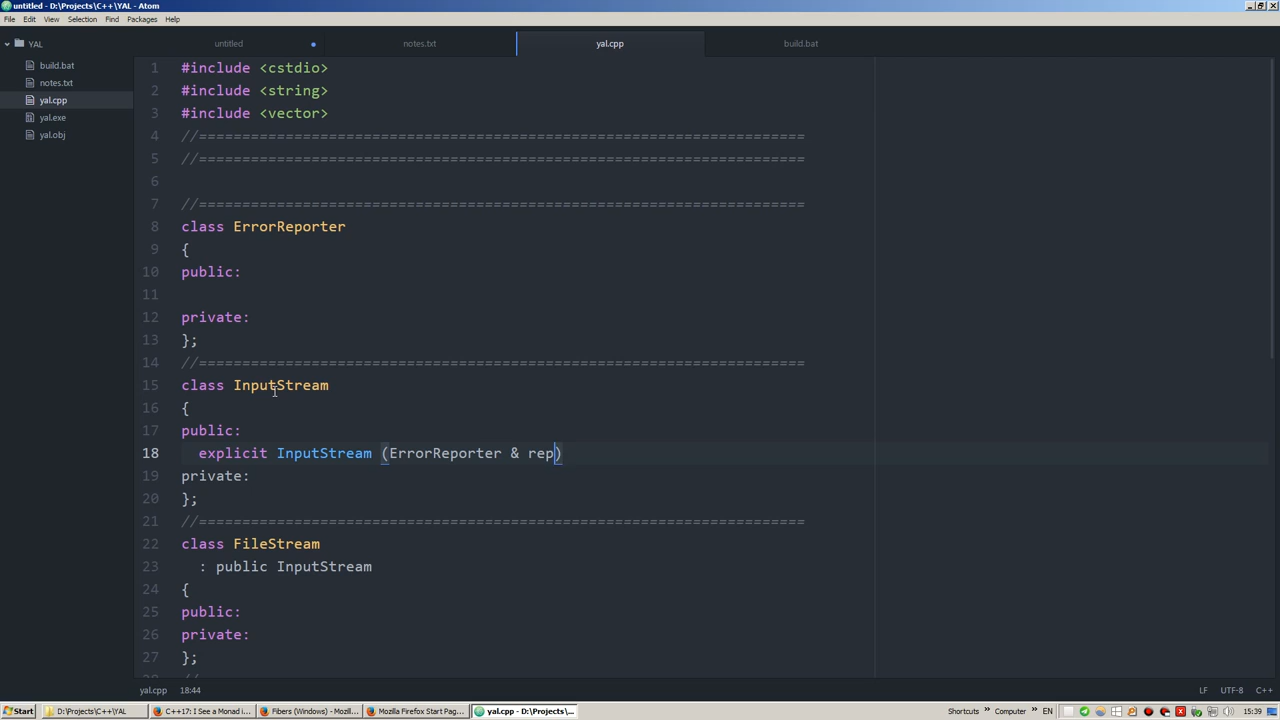 untitled - D:\Projects\C++\YAL - Atom
File Edit View Selection Find Packages Help
YAL
untitled
notes.txt
yal.cpp
build.bat
build.bat
notes.txt
yal.cpp
yal.exe
yal.obj
1 #include <cstdio>
2 #include <string>
3 #include <vector>
4 //======================================================================
5 //======================================================================
6
7 //======================================================================
8 class ErrorReporter
9 {
10 public:
11
12 private:
13 };
14 //======================================================================
15 class InputStream
16 {
17 public:
18 explicit InputStream (ErrorReporter & rep)
19 private:
20 };
21 //======================================================================
22 class FileStream
23 : public InputStream
24 {
25 public:
26 private:
27 };
yal.cpp 18:44
LF UTF-8 C++
Start D:\Projects\C++\YAL C++17: I See a Monad i... Fibers (Windows) - Mozil... Mozilla Firefox Start Pag... yal.cpp - D:\Projects\... Shortcuts » Computer » EN 15:39